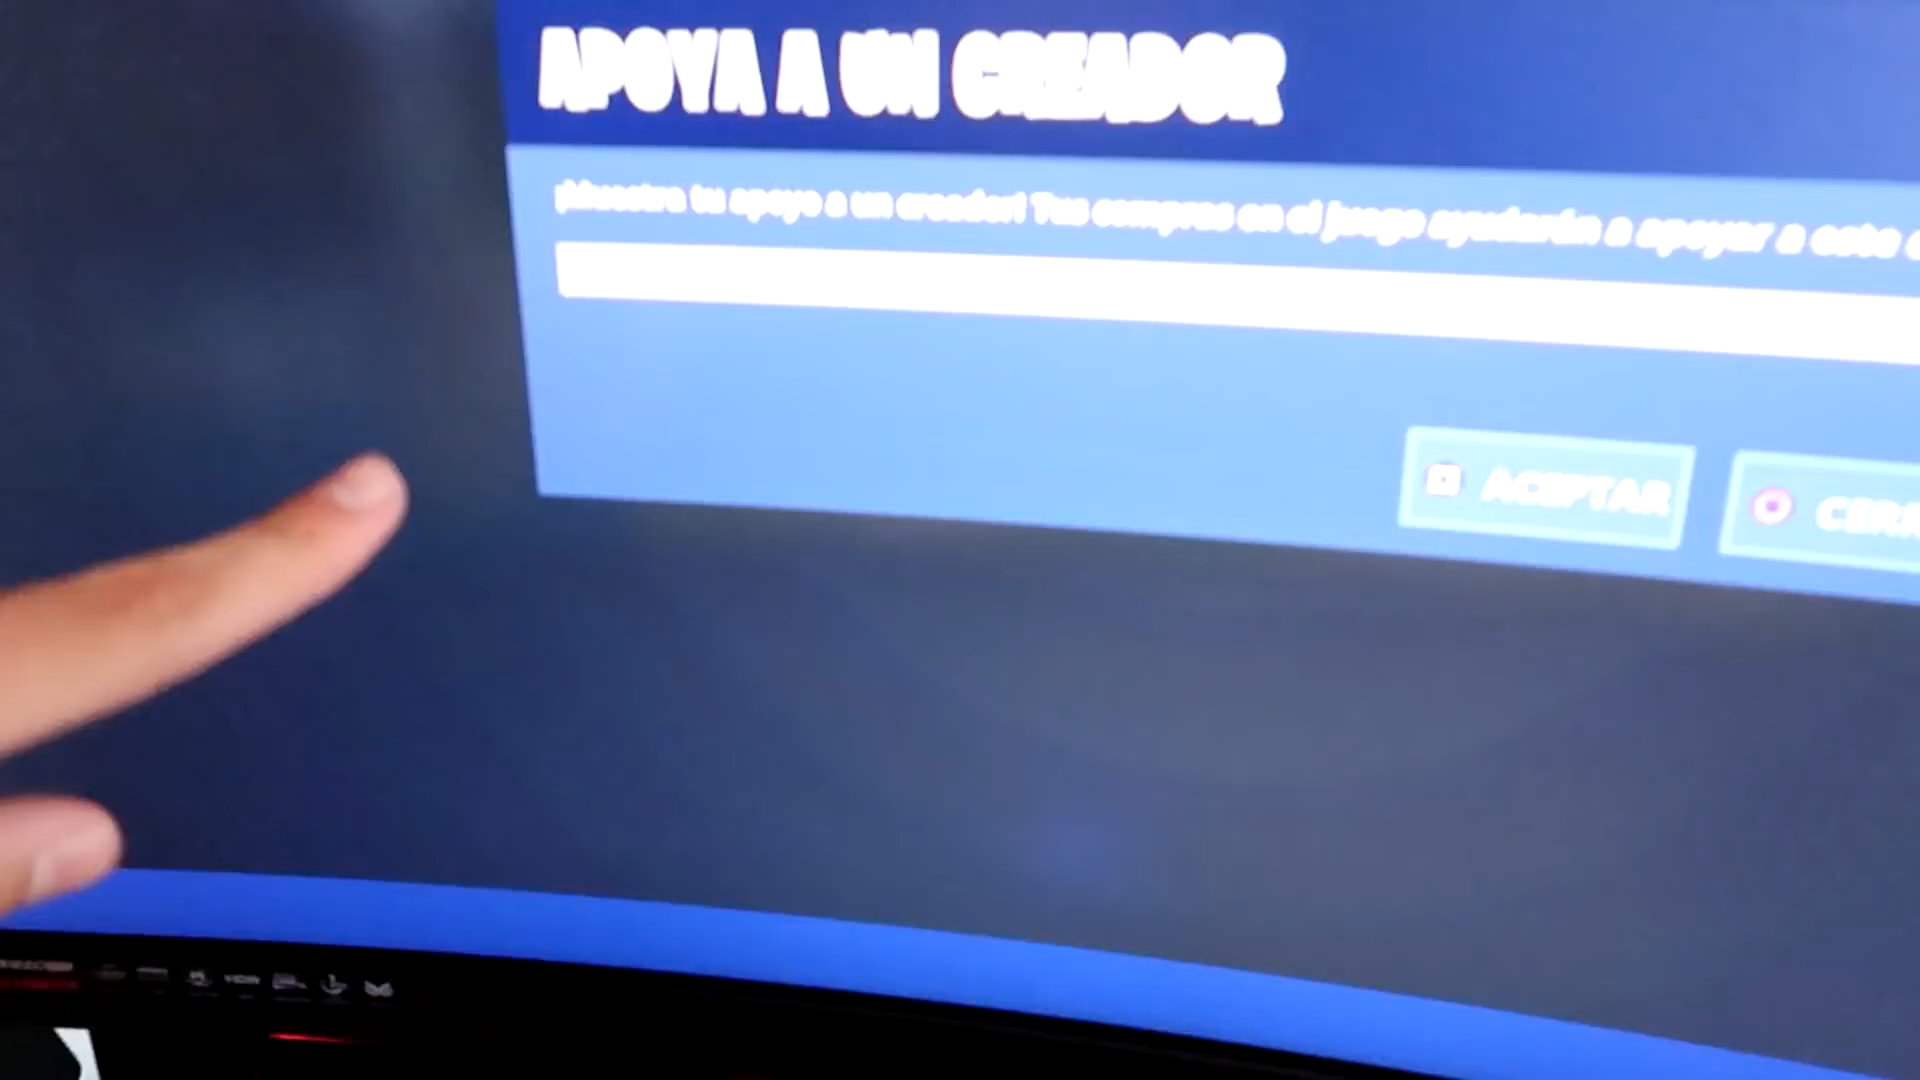 APOYA A UN CREADOR
¡Muestra tu apoyo a un creador! Tus compras en el juego ayudarán a apoyar a este
ACEPTAR